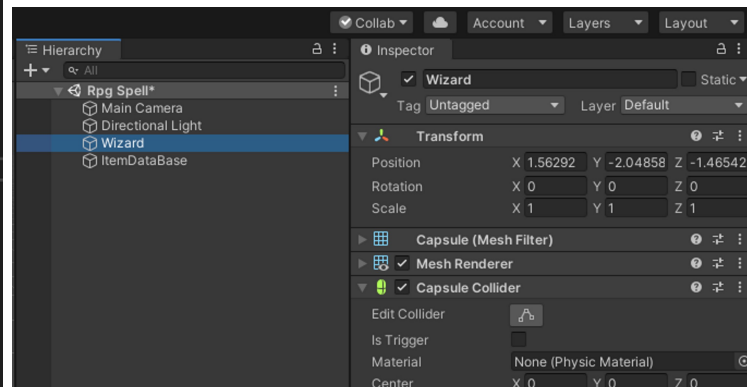 Collab Account Layers Layout
Hierarchy
All
Rpg Spell*
Main Camera
Directional Light
Wizard
ItemDataBase
Inspector
Wizard Static
Tag Untagged Layer Default
Transform
Position X 1.56292 Y -2.04858 Z -1.46542
Rotation X 0 Y 0 Z 0
Scale X 1 Y 1 Z 1
Capsule (Mesh Filter)
Mesh Renderer
Capsule Collider
Edit Collider
Is Trigger
Material None (Physic Material)
Center X 0 Y 0 Z 0